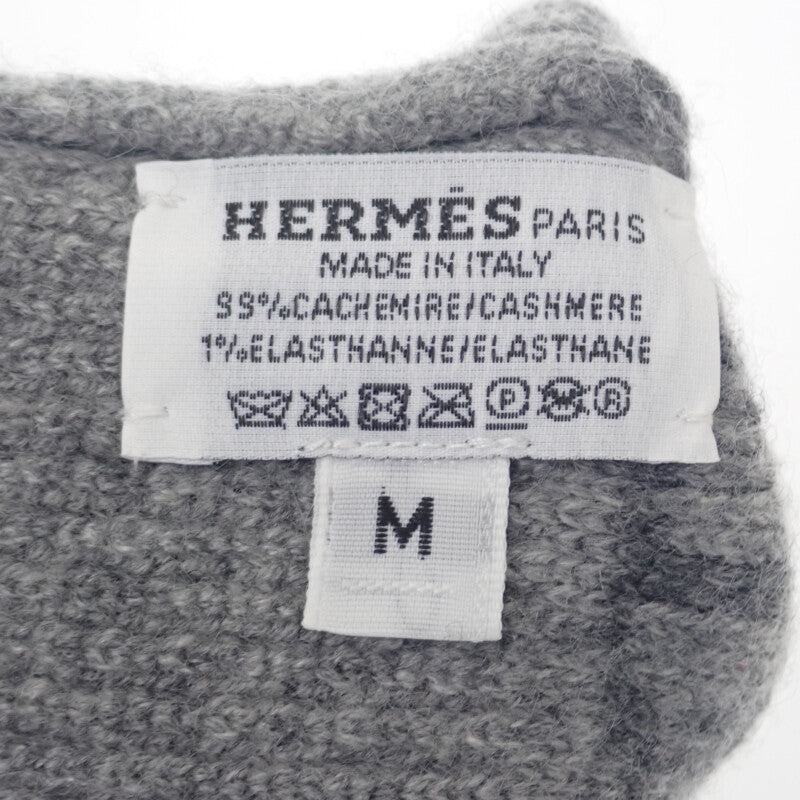 HERMÈS PARIS
MADE IN ITALY
99%CACHEMIRE/CASHMERE
1%ELASTHANNE/ELASTHANE
P R
M